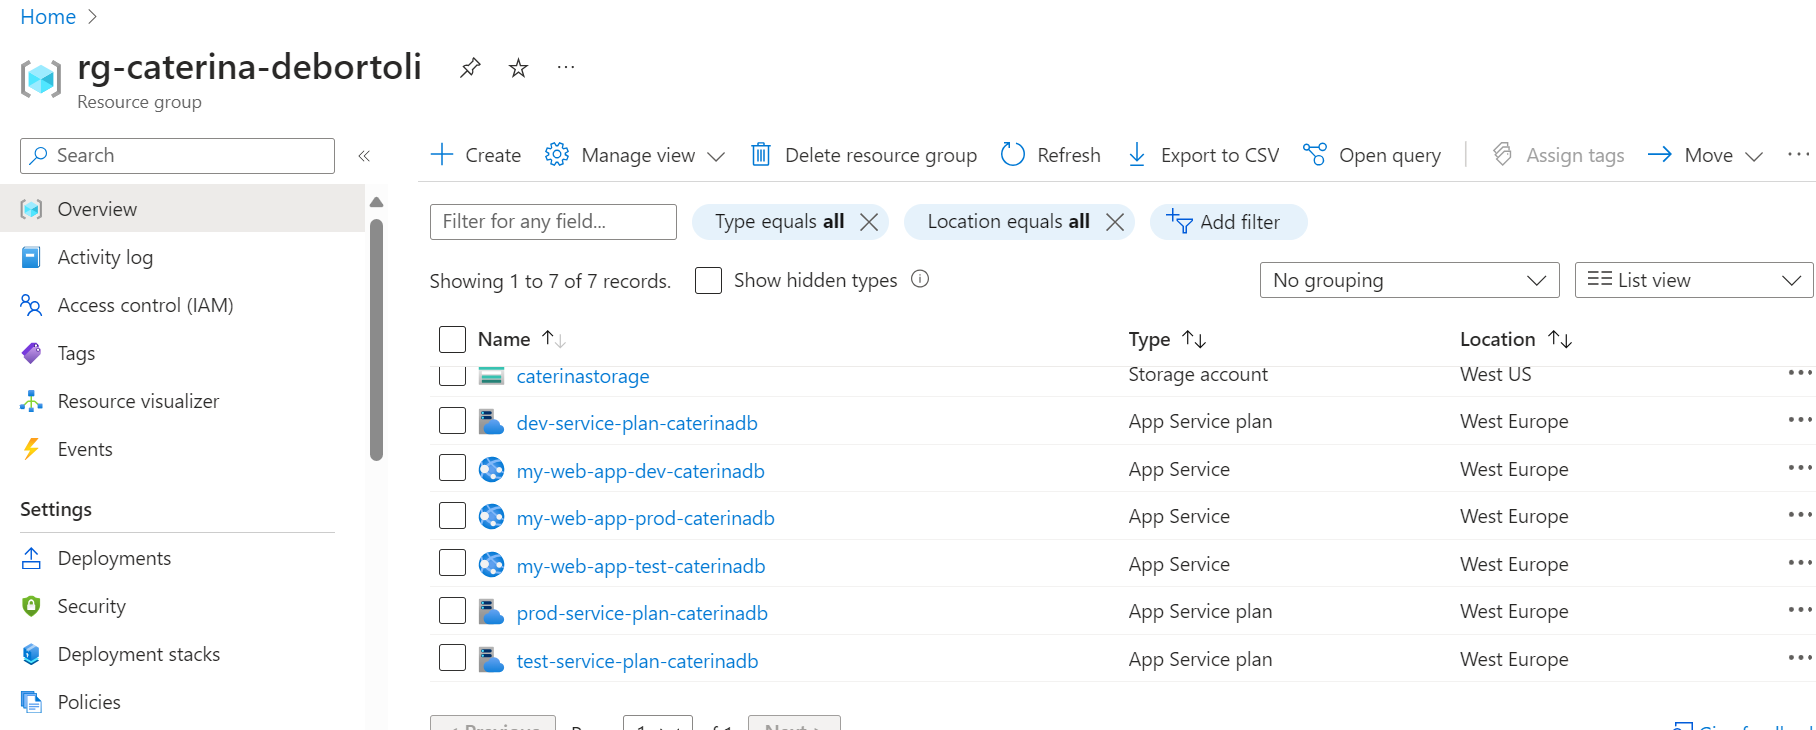 Home
rg-caterina-debortoli
Resource group
Search
Create Manage view Delete resource group Refresh Export to CSV Open query Assign tags Move
Overview
Activity log
Access control (IAM)
Tags
Resource visualizer
Events
Settings
Deployments
Security
Deployment stacks
Policies
Filter for any field... Type equals all Location equals all Add filter
Showing 1 to 7 of 7 records. Show hidden types No grouping List view
Name Type Location
caterinastorage Storage account West US
dev-service-plan-caterinadb App Service plan West Europe
my-web-app-dev-caterinadb App Service West Europe
my-web-app-prod-caterinadb App Service West Europe
my-web-app-test-caterinadb App Service West Europe
prod-service-plan-caterinadb App Service plan West Europe
test-service-plan-caterinadb App Service plan West Europe